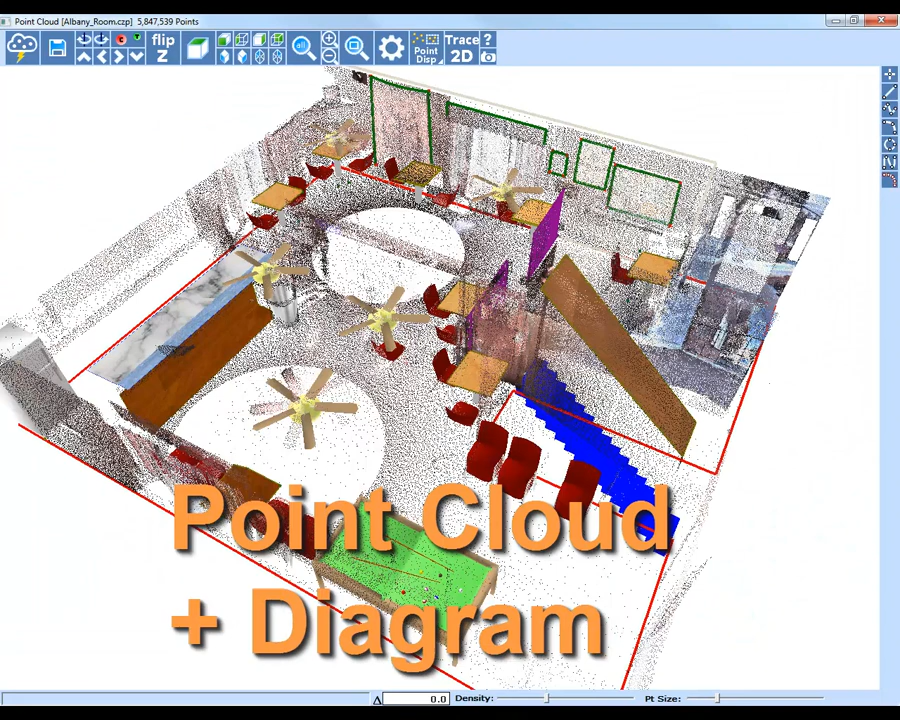 Point Cloud [Albany_Room.czp] 5,847,539 Points
flip
Z
all
Point
Disp
Trace
2D
?
Point Cloud
+ Diagram
Δ 0.0 Density: Pt Size: